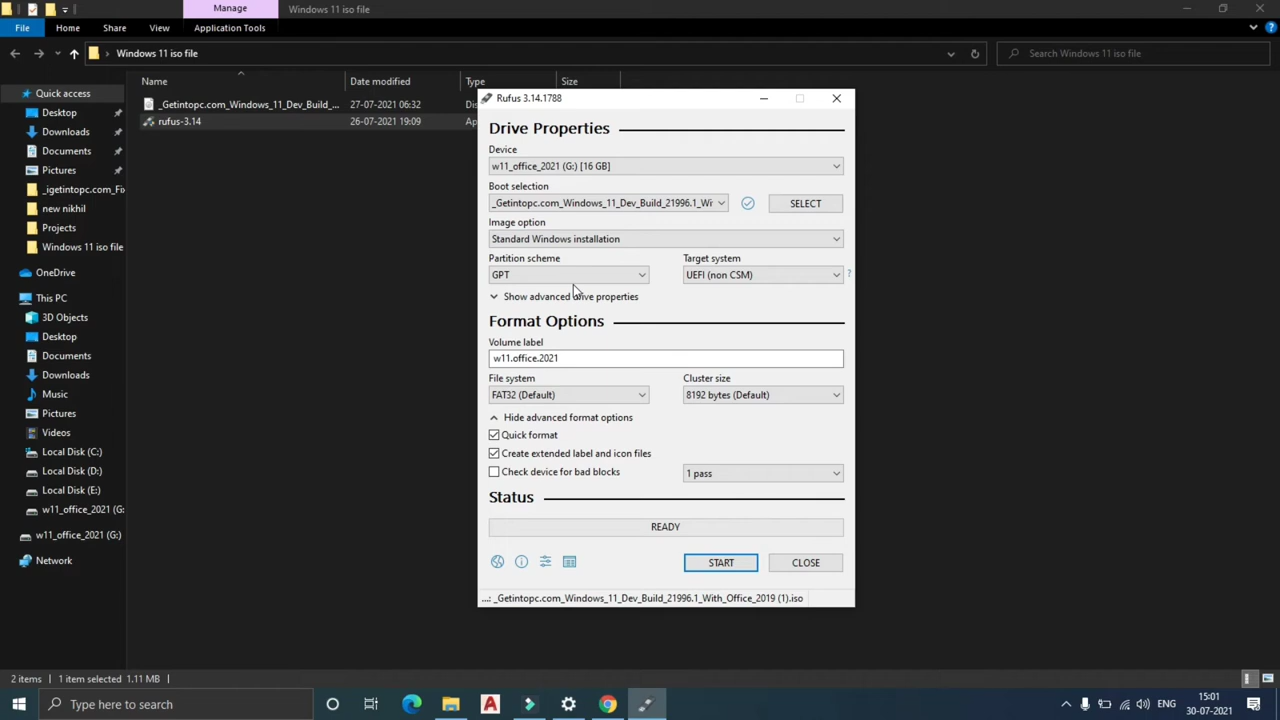 Manage
Windows 11 iso file
File
Home
Share
View
Application Tools
Windows 11 iso file
Search Windows 11 iso file
Name
Date modified
Type
Size
_Getintopc.com_Windows_11_Dev_Build_...
27-07-2021 06:32
Dis
rufus-3.14
26-07-2021 19:09
Ap
Quick access
Desktop
Downloads
Documents
Pictures
_igetintopc.com_Fi
new nikhil
Projects
Windows 11 iso file
OneDrive
This PC
3D Objects
Desktop
Documents
Downloads
Music
Pictures
Videos
Local Disk (C:)
Local Disk (D:)
Local Disk (E:)
w11_office_2021 (G:
w11_office_2021 (G:)
Network
Rufus 3.14.1788
Drive Properties
Device
w11_office_2021 (G:) [16 GB]
Boot selection
_Getintopc.com_Windows_11_Dev_Build_21996.1_Wi
SELECT
Image option
Standard Windows installation
Partition scheme
Target system
GPT
UEFI (non CSM)
?
Show advanced drive properties
Format Options
Volume label
w11.office.2021
File system
Cluster size
FAT32 (Default)
8192 bytes (Default)
Hide advanced format options
Quick format
Create extended label and icon files
Check device for bad blocks
1 pass
Status
READY
START
CLOSE
...: _Getintopc.com_Windows_11_Dev_Build_21996.1_With_Office_2019 (1).iso
2 items
1 item selected 1.11 MB
Type here to search
15:01
30-07-2021